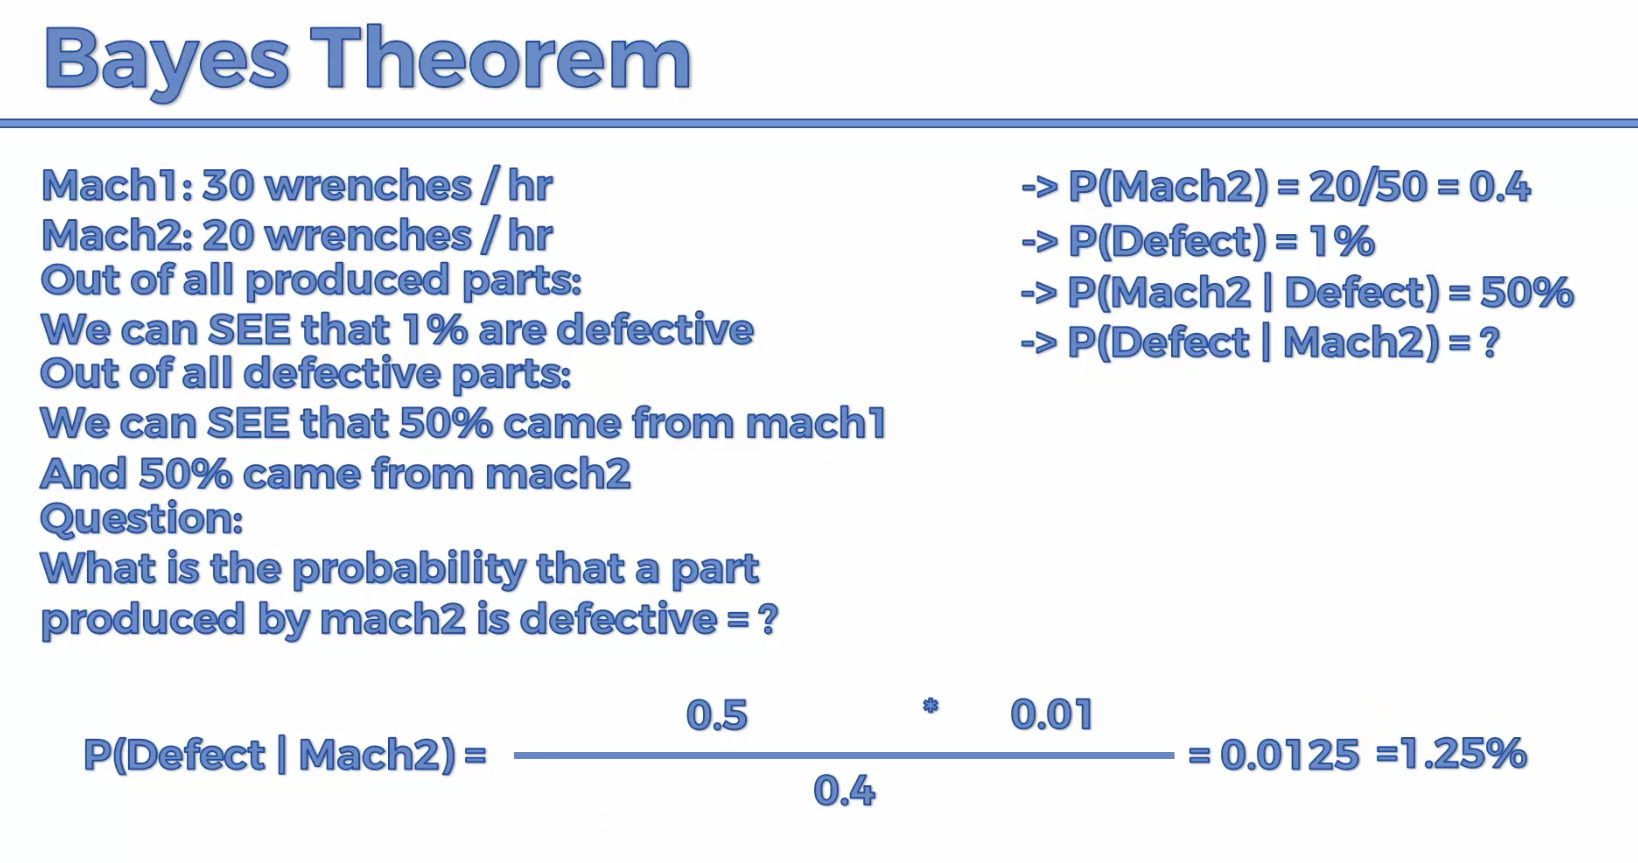 Bayes Theorem
Mach1: 30 wrenches / hr
Mach2: 20 wrenches / hr
Out of all produced parts:
We can SEE that 1% are defective
Out of all defective parts:
We can SEE that 50% came from mach1
And 50% came from mach2
Question:
What is the probability that a part
produced by mach2 is defective = ?
-> P(Mach2) = 20/50 = 0.4
-> P(Defect) = 1%
-> P(Mach2 | Defect) = 50%
-> P(Defect | Mach2) = ?
0.5 * 0.01
P(Defect | Mach2) = = 0.0125 =1.25%
0.4